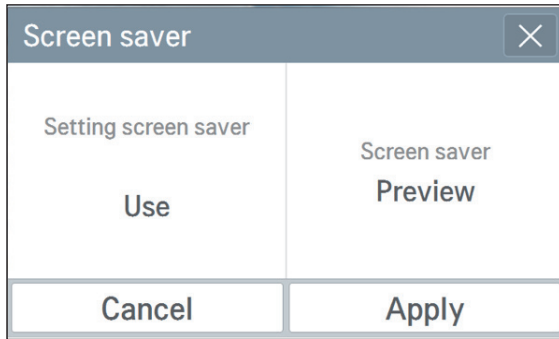 Screen saver
Setting screen saver
Use
Screen saver
Preview
Cancel
Apply